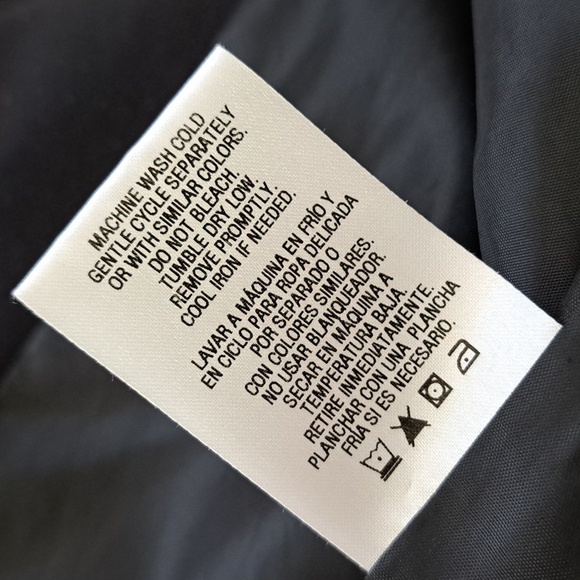 MACHINE WASH COLD
GENTLE CYCLE SEPARATELY
OR WITH SIMILAR COLORS.
DO NOT BLEACH.
TUMBLE DRY LOW.
REMOVE PROMPTLY.
COOL IRON IF NEEDED.
LAVAR A MÁQUINA EN FRÍO Y
EN CICLO PARA ROPA DELICADA
POR SEPARADO O
CON COLORES SIMILARES.
NO USAR BLANQUEADOR.
SECAR EN MÁQUINA A
TEMPERATURA BAJA.
RETIRE INMEDIATAMENTE.
PLANCHAR CON UNA PLANCHA
FRIA SI ES NECESARIO.